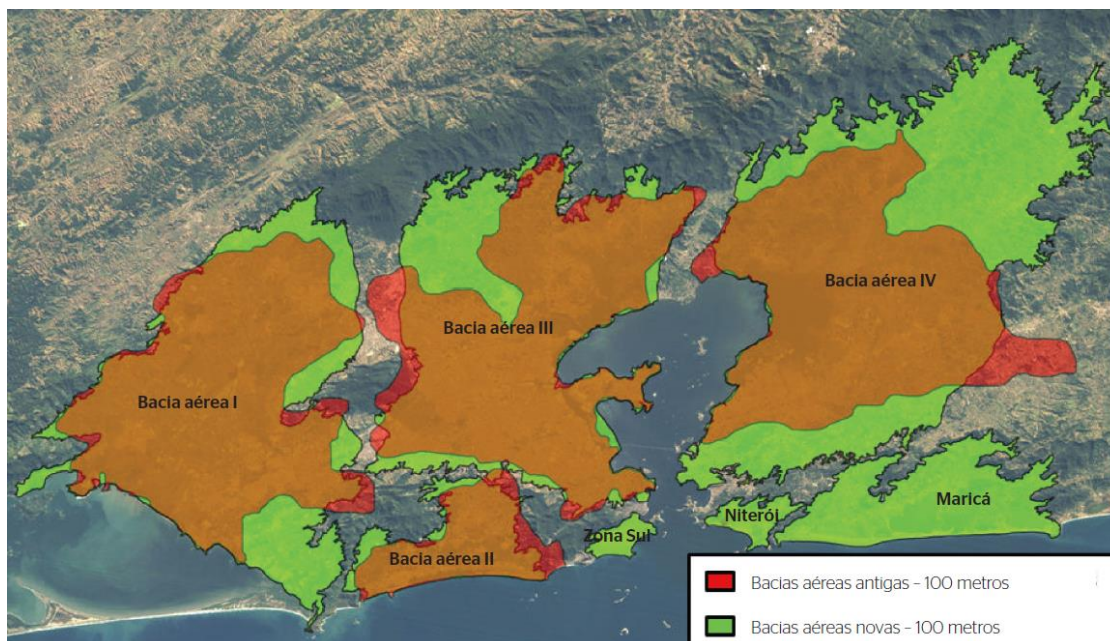 Bacia aérea IV
Bacia aérea III
Bacia aérea I
Maricá
Niterói
Zona Sul
Bacia aérea II
Bacias aéreas antigas - 100 metros
Bacias aéreas novas - 100 metros